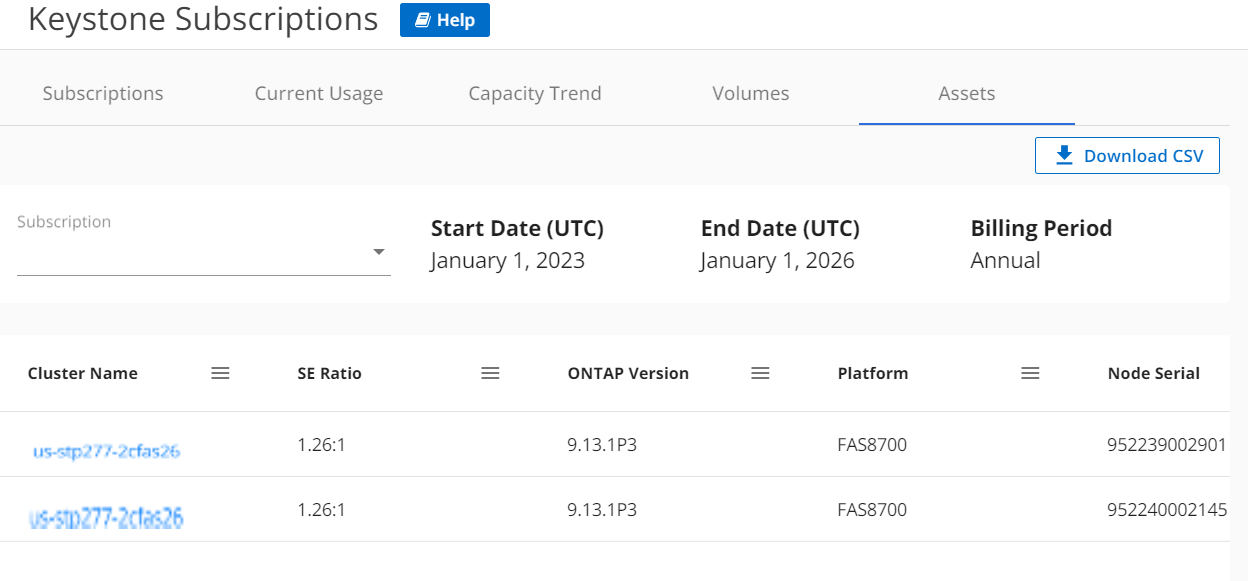 Keystone Subscriptions Help
Subscriptions Current Usage Capacity Trend Volumes Assets
Download CSV
Subscription
Start Date (UTC) End Date (UTC) Billing Period
January 1, 2023 January 1, 2026 Annual
Cluster Name SE Ratio ONTAP Version Platform Node Serial
us-stp277-2cfas26 1.26:1 9.13.1P3 FAS8700 952239002901
us-stp277-2cfas26 1.26:1 9.13.1P3 FAS8700 952240002145